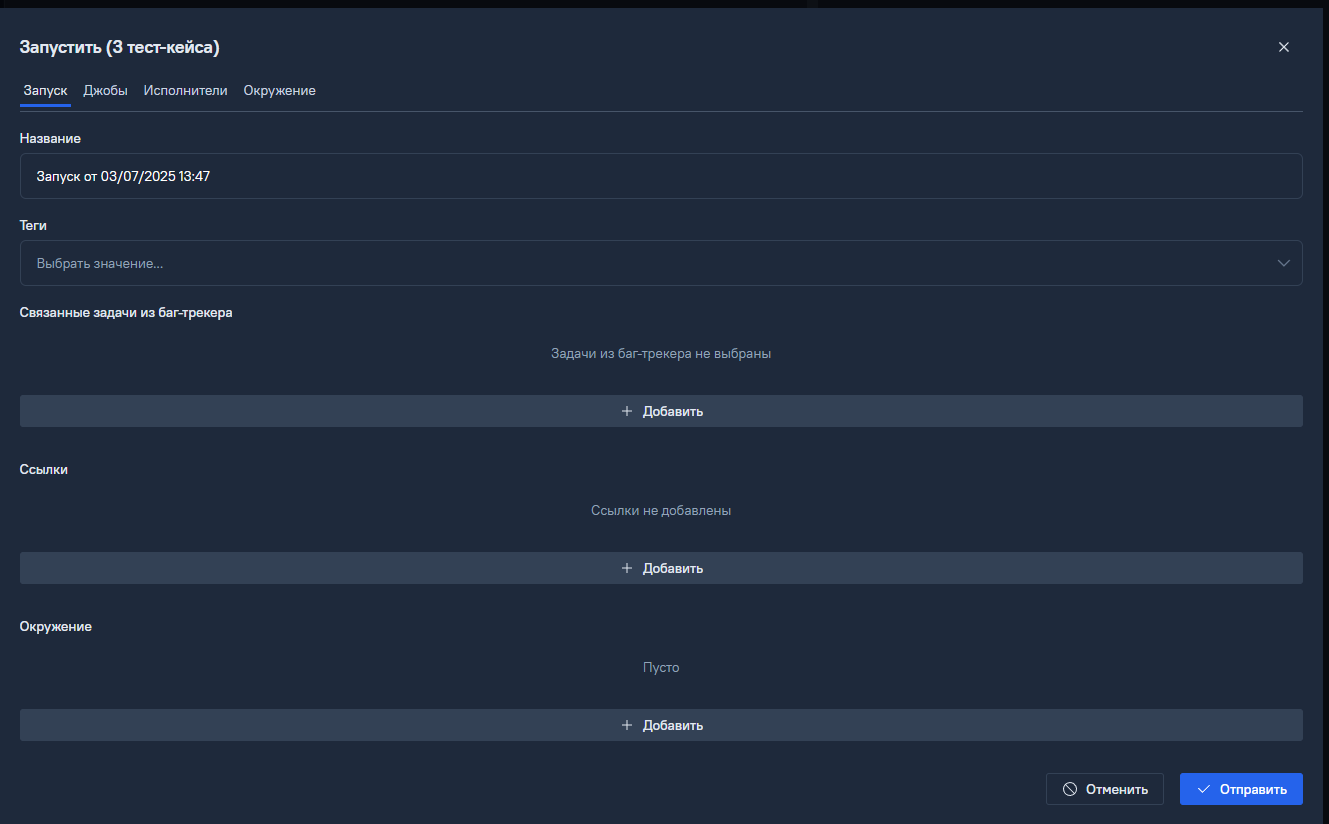 Запустить (3 тест-кейса)
Запуск Джобы Исполнители Окружение
Название
Запуск от 03/07/2025 13:47
Теги
Выбрать значение...
Связанные задачи из баг-трекера
Задачи из баг-трекера не выбраны
Добавить
Ссылки
Ссылки не добавлены
Добавить
Окружение
Пусто
Добавить
Отменить Отправить